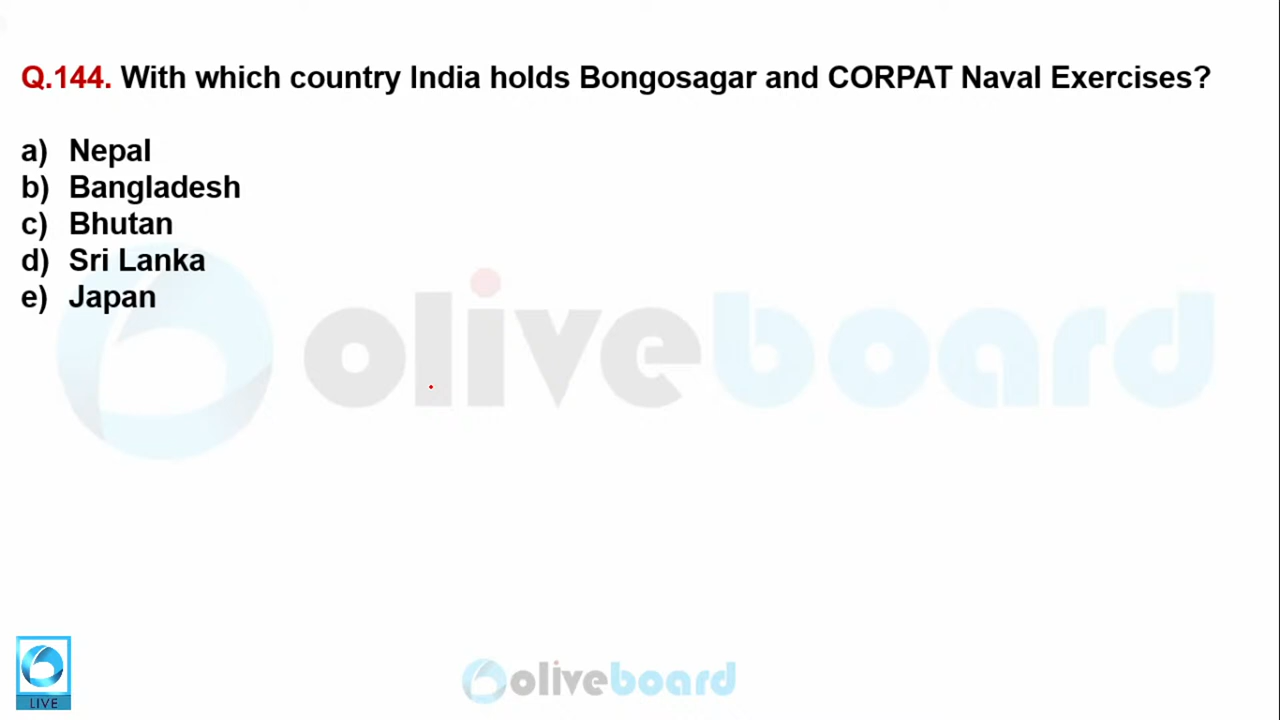 Q.144. With which country India holds Bongosagar and CORPAT Naval Exercises?
a) Nepal
b) Bangladesh
c) Bhutan
d) Sri Lanka
e) Japan
oliveboard
LIVE
oliveboard